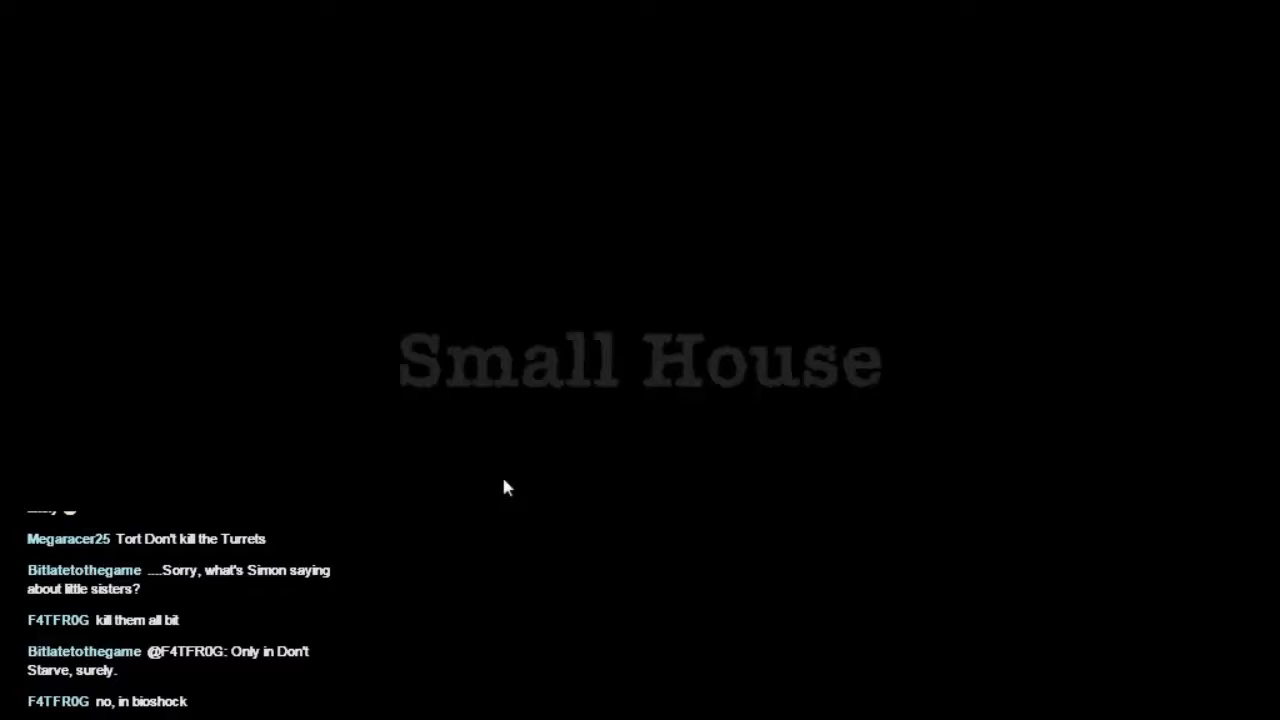 Small House
Megaracer25 Tort Don't kill the Turrets
Bitlatetothegame ....Sorry, what's Simon saying
about little sisters?
F4TFR0G kill them all bit
Bitlatetothegame @F4TFR0G: Only in Don't
Starve, surely.
F4TFR0G no, in bioshock